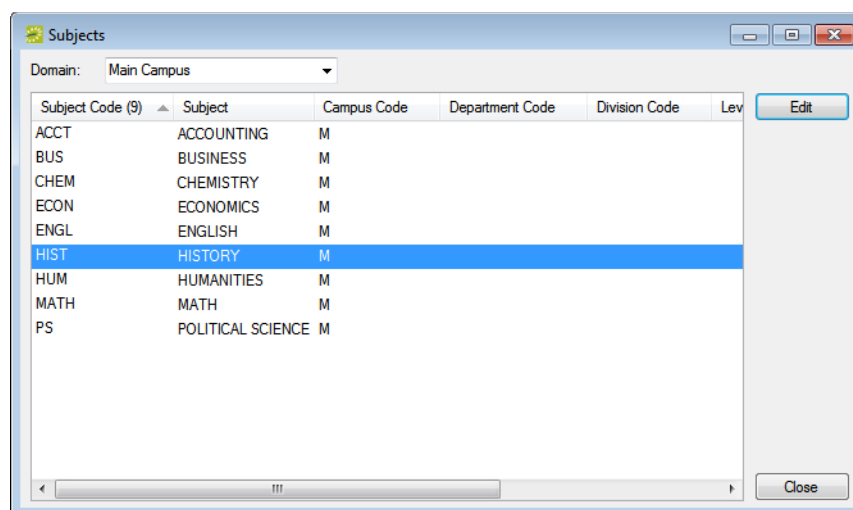 Subjects
Domain: Main Campus
Subject Code (9) Subject Campus Code Department Code Division Code Lev Edit
ACCT ACCOUNTING M
BUS BUSINESS M
CHEM CHEMISTRY M
ECON ECONOMICS M
ENGL ENGLISH M
HIST HISTORY M
HUM HUMANITIES M
MATH MATH M
PS POLITICAL SCIENCE M
Close